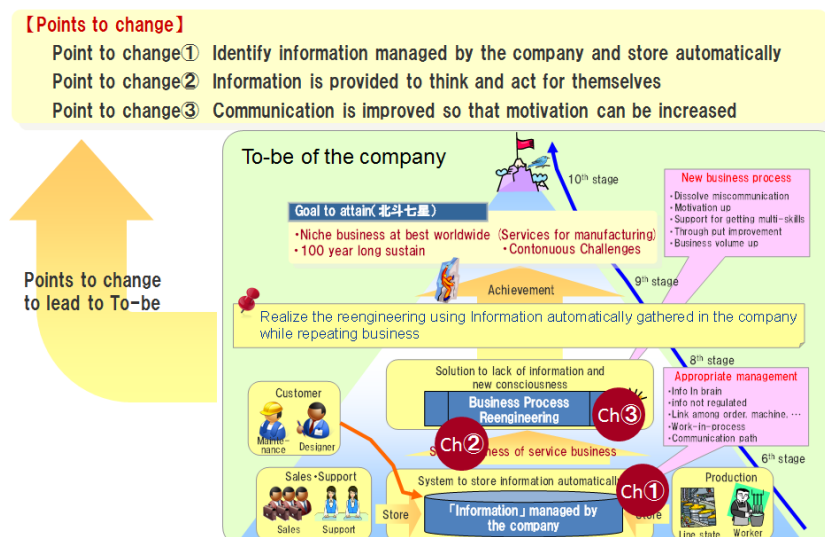 【Points to change】
Point to change① Identify information managed by the company and store automatically
Point to change② Information is provided to think and act for themselves
Point to change③ Communication is improved so that motivation can be increased
To-be of the company
10th stage
New business process
・Dissolve miscommunication
・Motivation up
・Support for getting multi-skills
・Through put improvement
・Business volume up
Goal to attain(北斗七星)
・Niche business at best worldwide (Services for manufacturing)
・100 year long sustain
・Contonuous Challenges
Points to change
to lead to To-be
Achievement
9th stage
Realize the reengineering using Information automatically gathered in the company
while repeating business
8th stage
Solution to lack of information and
new consciousness
Business Process
Reengineering
Ch③
Appropriate management
・Info In brain
・info not regulated
・Link among order, machine, …
・Work-in-process
・Communication path
Customer
Mainte-
nance
Designer
Ch②
of service business
6th stage
Sales・Support
System to store information automatically
Ch①
Production
Store
「Information」 managed by
the company
Sales
Support
Line state
Worker